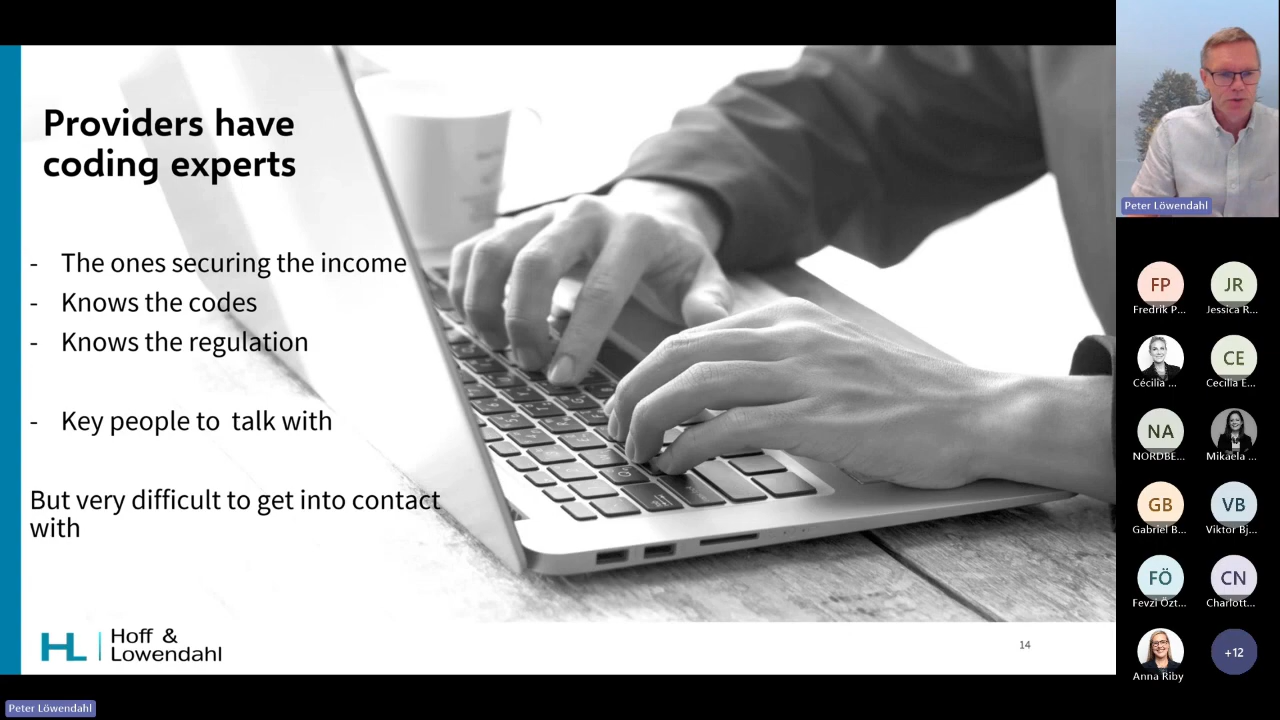 Providers have
coding experts
- The ones securing the income
- Knows the codes
- Knows the regulation
- Key people to talk with
But very difficult to get into contact
with
HL
Hoff &
Lowendahl
14
Peter Löwendahl
Peter Löwendahl
FP
JR
Fredrik P...
Jessica R...
CE
Cécilia ...
Cecilia E...
NA
NORDBE...
Mikaela ...
GB
VB
Gabriel B...
Viktor Bj...
FÖ
CN
Fevzi Özt...
Charlott...
+12
Anna Riby